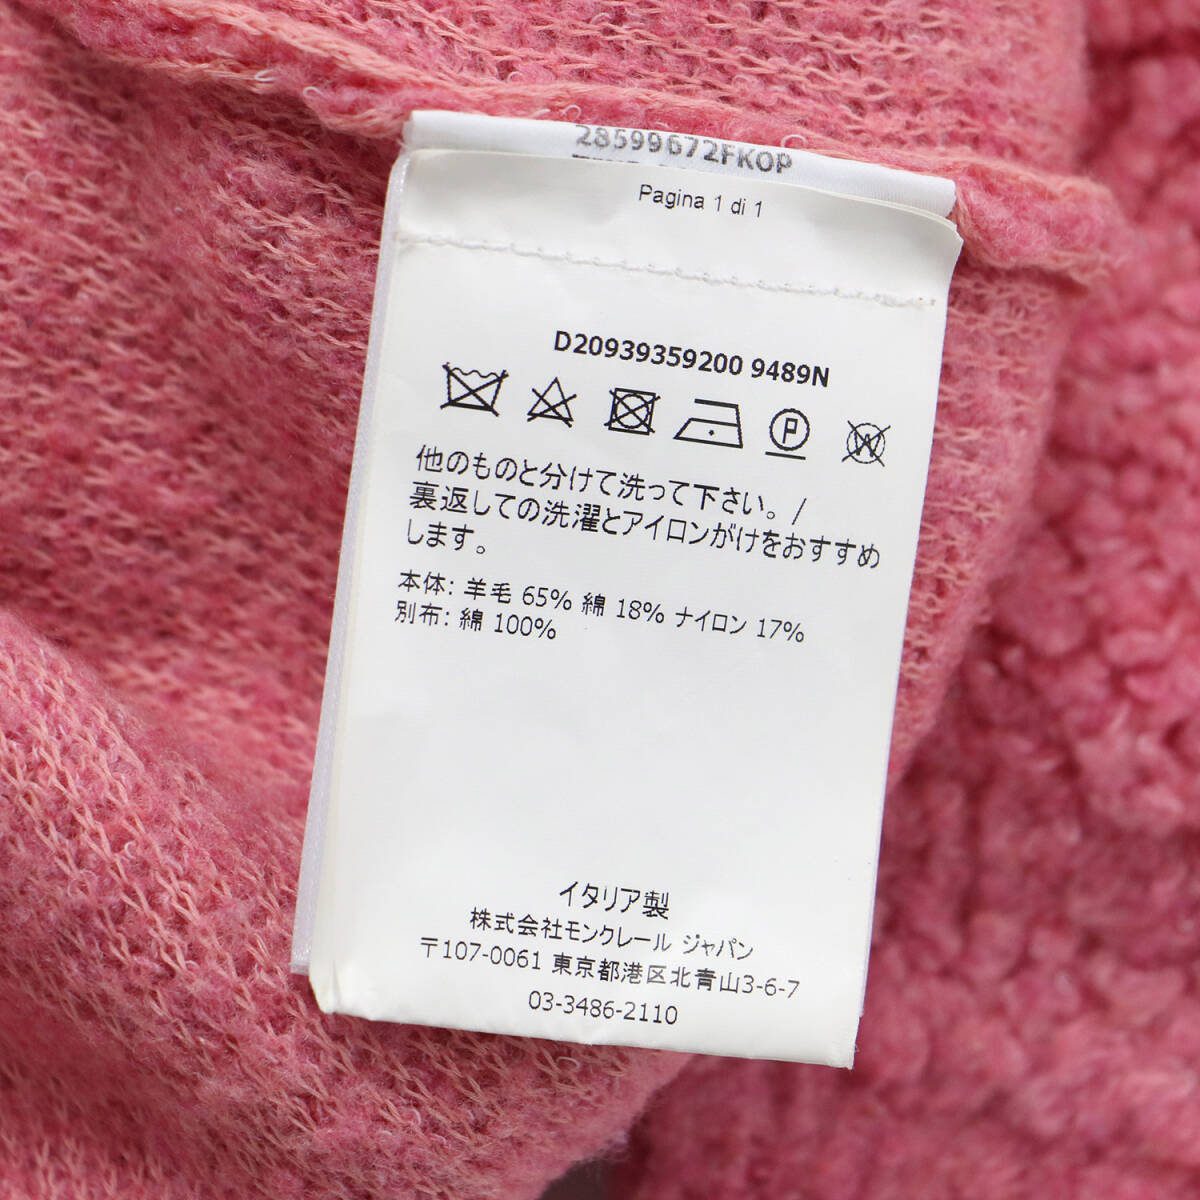 28599672FKOP
Pagina 1 di 1
D20939359200 9489N
P W
他のものと分けて洗って下さい。/
裏返しての洗濯とアイロンがけをおすすめ
します。
本体: 羊毛 65% 綿 18% ナイロン 17%
別布: 綿 100%
イタリア製
株式会社モンクレール ジャパン
〒107-0061 東京都港区北青山3-6-7
03-3486-2110